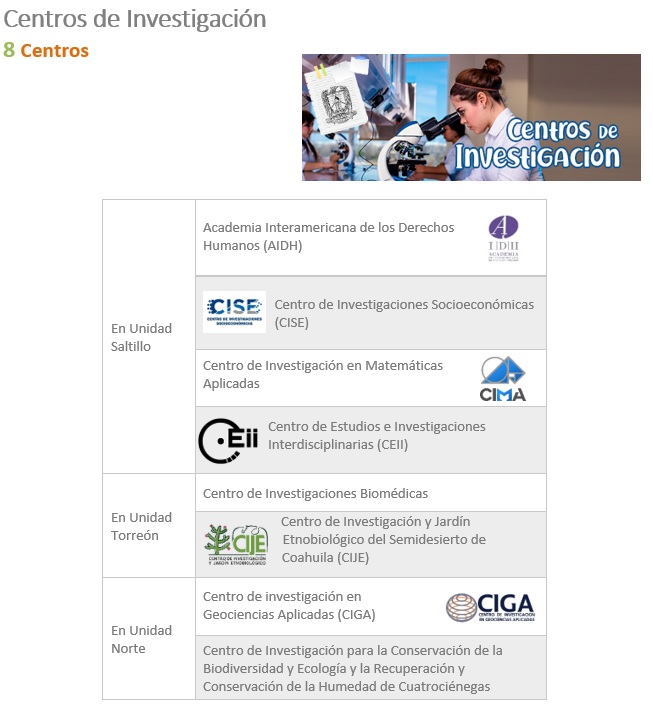 Centros de Investigación
8 Centros
Centros de
Investigación
En Unidad
Saltillo
Academia Interamericana de los Derechos
Humanos (AIDH)
IDH
ACADEMIA
CISE
CENTRO DE INVESTIGACIONES
SOCIOECONÓMICAS
Centro de Investigaciones Socioeconómicas
(CISE)
Centro de Investigación en Matemáticas
Aplicadas
CIMA
Eii
Centro de Estudios e Investigaciones
Interdisciplinarias (CEII)
En Unidad
Torreón
Centro de Investigaciones Biomédicas
CIJE
CENTRO DE INVESTIGACIÓN
Y JARDÍN ETNOBIOLÓGICO
Centro de Investigación y Jardín
Etnobiológico del Semidesierto de
Coahuila (CIJE)
En Unidad
Norte
Centro de investigación en
Geociencias Aplicadas (CIGA)
CIGA
CENTRO DE INVESTIGACIÓN
EN GEOCIENCIAS APLICADAS
Centro de Investigación para la Conservación de la
Biodiversidad y Ecología y la Recuperación y
Conservación de la Humedad de Cuatrociénegas